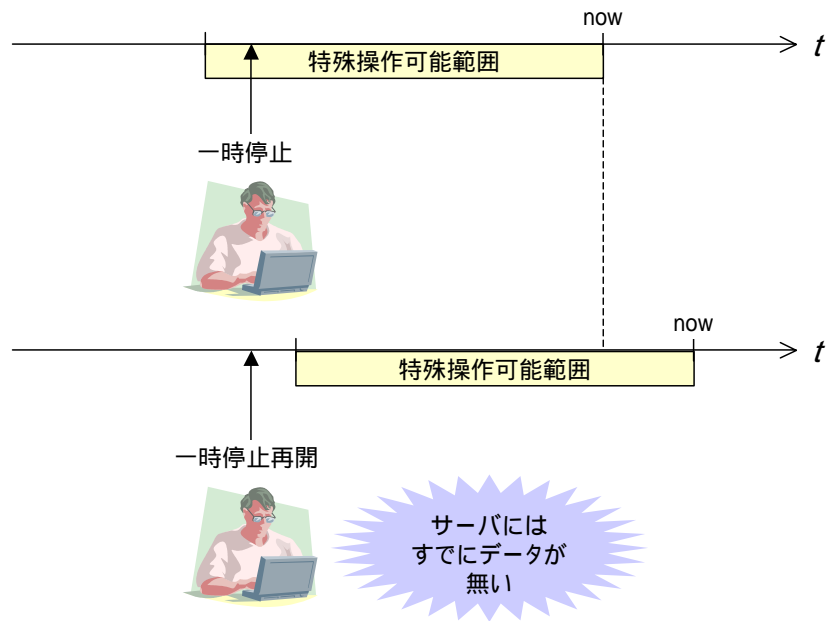 now
t
特殊操作可能範囲
一時停止
now
t
特殊操作可能範囲
一時停止再開
サーバには
すでにデータが
無い